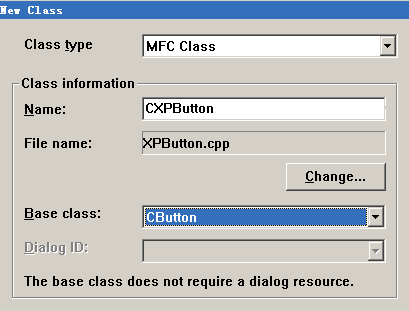 New Class
Class type MFC Class
Class information
Name: CXPButton
File name: XPButton.cpp
Change...
Base class: CButton
Dialog ID:
The base class does not require a dialog resource.